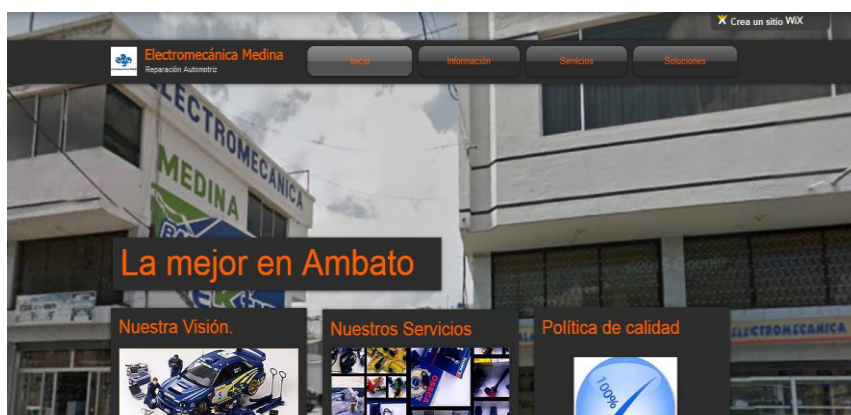 Crea un sitio WiX
Electromecánica Medina
Reparación Automotriz
Inicio
Información
Servicios
Soluciones
ELECTROMECANICA
MEDINA
La mejor en Ambato
Nuestra Visión.
Nuestros Servicios
Política de calidad
ELECTROMECANICA
100%